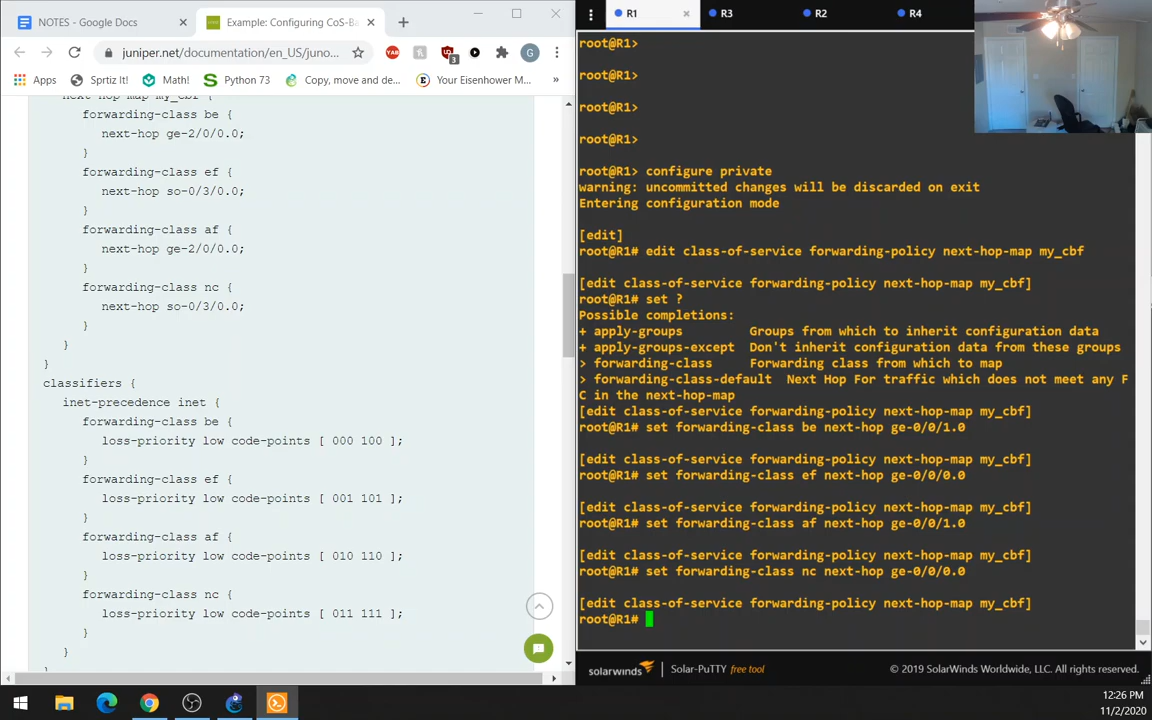 NOTES - Google Docs
Example: Configuring CoS-Ba
juniper.net/documentation/en_US/juno...
YAB
3
G
Apps
Sprtiz It!
Math!
Python 73
Copy, move and de...
Your Eisenhower M...
»
next-hop-map my_cbf {
forwarding-class be {
next-hop ge-2/0/0.0;
}
forwarding-class ef {
next-hop so-0/3/0.0;
}
forwarding-class af {
next-hop ge-2/0/0.0;
}
forwarding-class nc {
next-hop so-0/3/0.0;
}
}
}
classifiers {
inet-precedence inet {
forwarding-class be {
loss-priority low code-points [ 000 100 ];
}
forwarding-class ef {
loss-priority low code-points [ 001 101 ];
}
forwarding-class af {
loss-priority low code-points [ 010 110 ];
}
forwarding-class nc {
loss-priority low code-points [ 011 111 ];
}
}
R1
R3
R2
R4
root@R1>
root@R1>
root@R1>
root@R1>
root@R1> configure private
warning: uncommitted changes will be discarded on exit
Entering configuration mode
[edit]
root@R1# edit class-of-service forwarding-policy next-hop-map my_cbf
[edit class-of-service forwarding-policy next-hop-map my_cbf]
root@R1# set ?
Possible completions:
+ apply-groups Groups from which to inherit configuration data
+ apply-groups-except Don't inherit configuration data from these groups
> forwarding-class Forwarding class from which to map
> forwarding-class-default Next Hop For traffic which does not meet any F
C in the next-hop-map
[edit class-of-service forwarding-policy next-hop-map my_cbf]
root@R1# set forwarding-class be next-hop ge-0/0/1.0
[edit class-of-service forwarding-policy next-hop-map my_cbf]
root@R1# set forwarding-class ef next-hop ge-0/0/0.0
[edit class-of-service forwarding-policy next-hop-map my_cbf]
root@R1# set forwarding-class af next-hop ge-0/0/1.0
[edit class-of-service forwarding-policy next-hop-map my_cbf]
root@R1# set forwarding-class nc next-hop ge-0/0/0.0
[edit class-of-service forwarding-policy next-hop-map my_cbf]
root@R1#
solarwinds
Solar-PuTTY free tool
© 2019 SolarWinds Worldwide, LLC. All rights reserved.
12:26 PM
11/2/2020